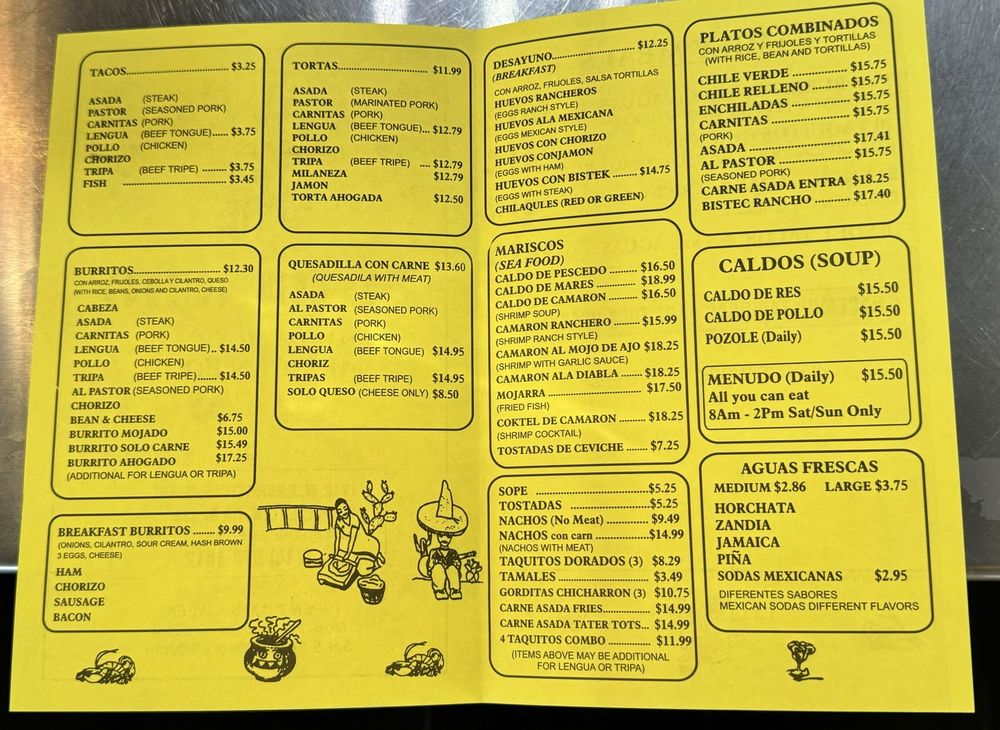 TACOS.................................... $3.25
ASADA (STEAK)
PASTOR (SEASONED PORK)
CARNITAS (PORK)
LENGUA (BEEF TONGUE)...... $3.75
POLLO (CHICKEN)
CHORIZO
TRIPA (BEEF TRIPE) ......... $3.75
FISH .................................... $3.45
BURRITOS.............................. $12.30
CON ARROZ, FRIJOLES, CEBOLLA Y CILANTRO, QUESO
(WITH RICE, BEANS, ONIONS AND CILANTRO, CHEESE)
CABEZA
ASADA (STEAK)
CARNITAS (PORK)
LENGUA (BEEF TONGUE).. $14.50
POLLO (CHICKEN)
TRIPA (BEEF TRIPE)....... $14.50
AL PASTOR (SEASONED PORK)
CHORIZO
BEAN & CHEESE $6.75
BURRITO MOJADO $15.00
BURRITO SOLO CARNE $15.49
BURRITO AHOGADO $17.25
(ADDITIONAL FOR LENGUA OR TRIPA)
BREAKFAST BURRITOS ....... $9.99
(ONIONS, CILANTRO, SOUR CREAM, HASH BROWN
3 EGGS, CHEESE)
HAM
CHORIZO
SAUSAGE
BACON
TORTAS................................. $11.99
ASADA (STEAK)
PASTOR (MARINATED PORK)
CARNITAS (PORK)
LENGUA (BEEF TONGUE)... $12.79
POLLO (CHICKEN)
CHORIZO
TRIPA (BEEF TRIPE) .... $12.79
MILANEZA $12.79
JAMON
TORTA AHOGADA $12.50
QUESADILLA CON CARNE $13.60
(QUESADILA WITH MEAT)
ASADA (STEAK)
AL PASTOR (SEASONED PORK)
CARNITAS (PORK)
POLLO (CHICKEN)
LENGUA (BEEF TONGUE) $14.95
CHORIZ
TRIPAS (BEEF TRIPE) $14.95
SOLO QUESO (CHEESE ONLY) $8.50
DESAYUNO............................... $12.25
(BREAKFAST)
CON ARROZ, FRIJOLES, SALSA TORTILLAS
HUEVOS RANCHEROS
(EGGS RANCH STYLE)
HUEVOS ALA MEXICANA
(EGGS MEXICAN STYLE)
HUEVOS CON CHORIZO
HUEVOS CONJAMON
(EGGS WITH HAM)
HUEVOS CON BISTEK ........ $14.75
(EGGS WITH STEAK)
CHILAQULES (RED OR GREEN)
MARISCOS
(SEA FOOD)
CALDO DE PESCEDO ......... $16.50
CALDO DE MARES ............ $18.99
CALDO DE CAMARON ........ $16.50
(SHRIMP SOUP)
CAMARON RANCHERO ........ $15.99
(SHRIMP RANCH STYLE)
CAMARON AL MOJO DE AJO $18.25
(SHRIMP WITH GARLIC SAUCE)
CAMARON ALA DIABLA ...... $18.25
MOJARRA ............................ $17.50
(FRIED FISH)
COKTEL DE CAMARON ........ $18.25
(SHRIMP COCKTAIL)
TOSTADAS DE CEVICHE .... $7.25
SOPE .................................. $5.25
TOSTADAS ......................... $5.25
NACHOS (No Meat) ............ $9.49
NACHOS con carn ...............$14.99
(NACHOS WITH MEAT)
TAQUITOS DORADOS (3) $8.29
TAMALES ........................... $3.49
GORDITAS CHICHARRON (3) $10.75
CARNE ASADA FRIES........... $14.99
CARNE ASADA TATER TOTS... $14.99
4 TAQUITOS COMBO ........... $11.99
(ITEMS ABOVE MAY BE ADDITIONAL
FOR LENGUA OR TRIPA)
PLATOS COMBINADOS
CON ARROZ Y FRIJOLES Y TORTILLAS
(WITH RICE, BEAN AND TORTILLAS)
CHILE VERDE .................. $15.75
CHILE RELLENO ............. $15.75
ENCHILADAS .................. $15.75
CARNITAS ....................... $15.75
(PORK)
ASADA ............................ $17.41
AL PASTOR ..................... $15.75
(SEASONED PORK)
CARNE ASADA ENTRA $18.25
BISTEC RANCHO ........... $17.40
CALDOS (SOUP)
CALDO DE RES $15.50
CALDO DE POLLO $15.50
POZOLE (Daily) $15.50
MENUDO (Daily) $15.50
All you can eat
8Am - 2Pm Sat/Sun Only
AGUAS FRESCAS
MEDIUM $2.86 LARGE $3.75
HORCHATA
ZANDIA
JAMAICA
PIÑA
SODAS MEXICANAS $2.95
DIFERENTES SABORES
MEXICAN SODAS DIFFERENT FLAVORS